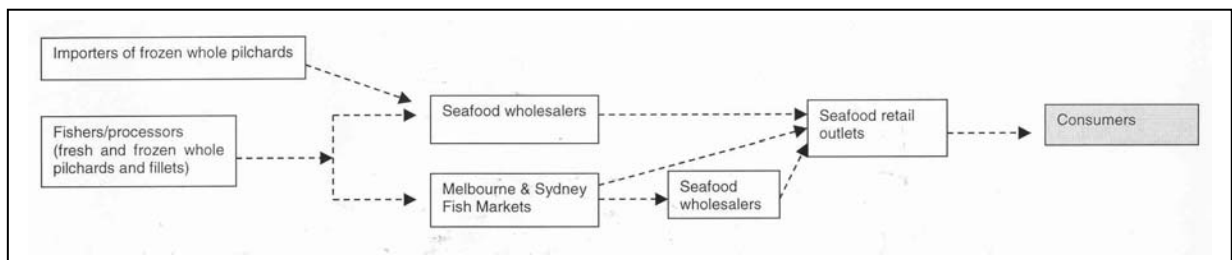 Importers of frozen whole pilchards
Fishers/processors
(fresh and frozen whole
pilchards and fillets)
Seafood wholesalers
Melbourne & Sydney
Fish Markets
Seafood
wholesalers
Seafood retail
outlets
Consumers